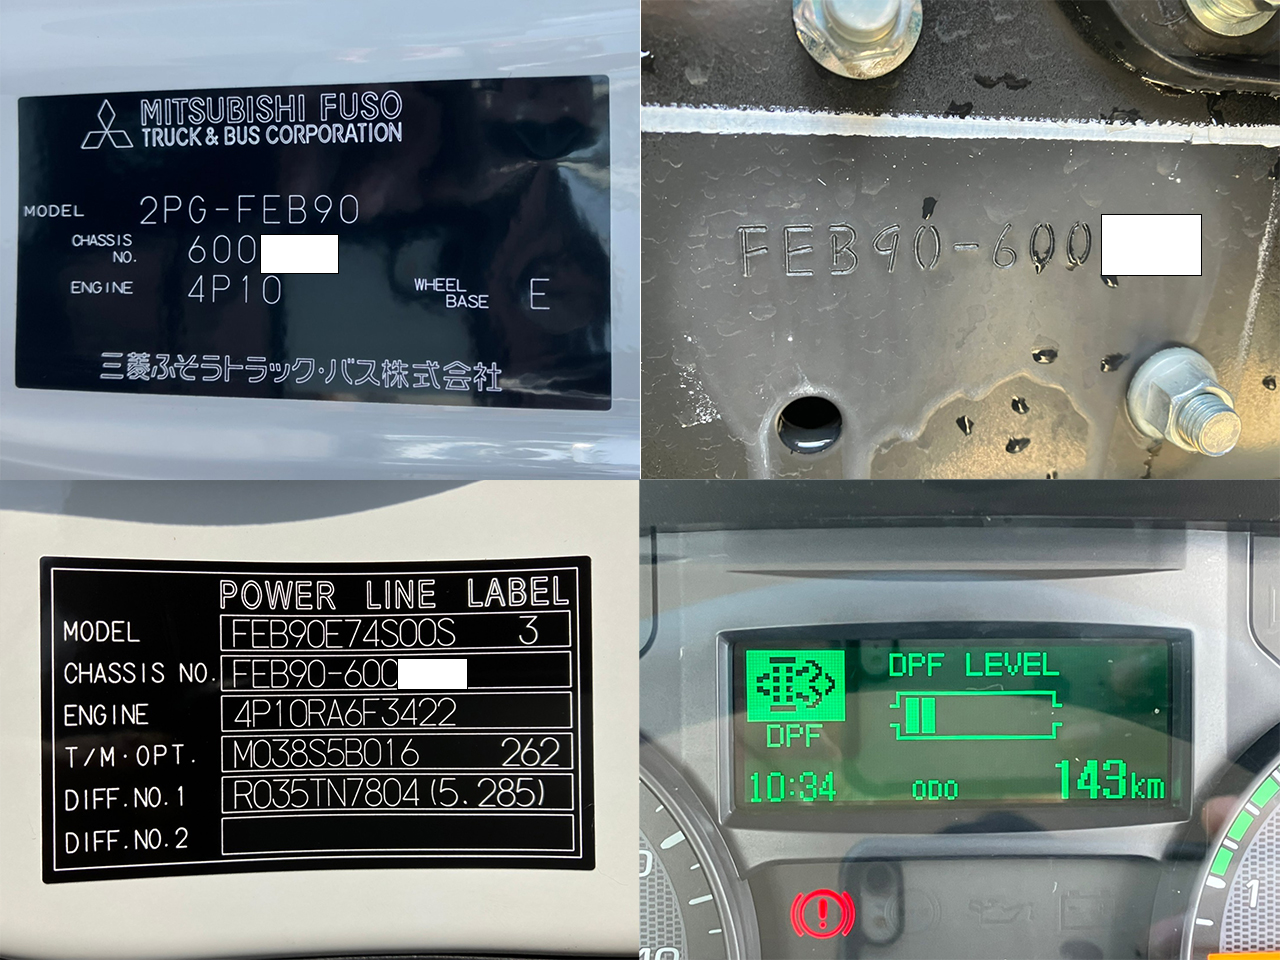 MITSUBISHI FUSO
TRUCK & BUS CORPORATION
MODEL 2PG-FEB90
CHASSIS NO. 600
ENGINE 4P10 WHEEL BASE E
三菱ふそうトラック・バス株式会社
FEB90-600
POWER LINE LABEL
MODEL FEB90E74S00S 3
CHASSIS NO. FEB90-600
ENGINE 4P10RA6F3422
T/M·OPT. M038S5B016 262
DIFF.NO.1 R035TN7804 (5.285)
DIFF.NO.2
DPF LEVEL
DPF
10:34 ODO 143km
1